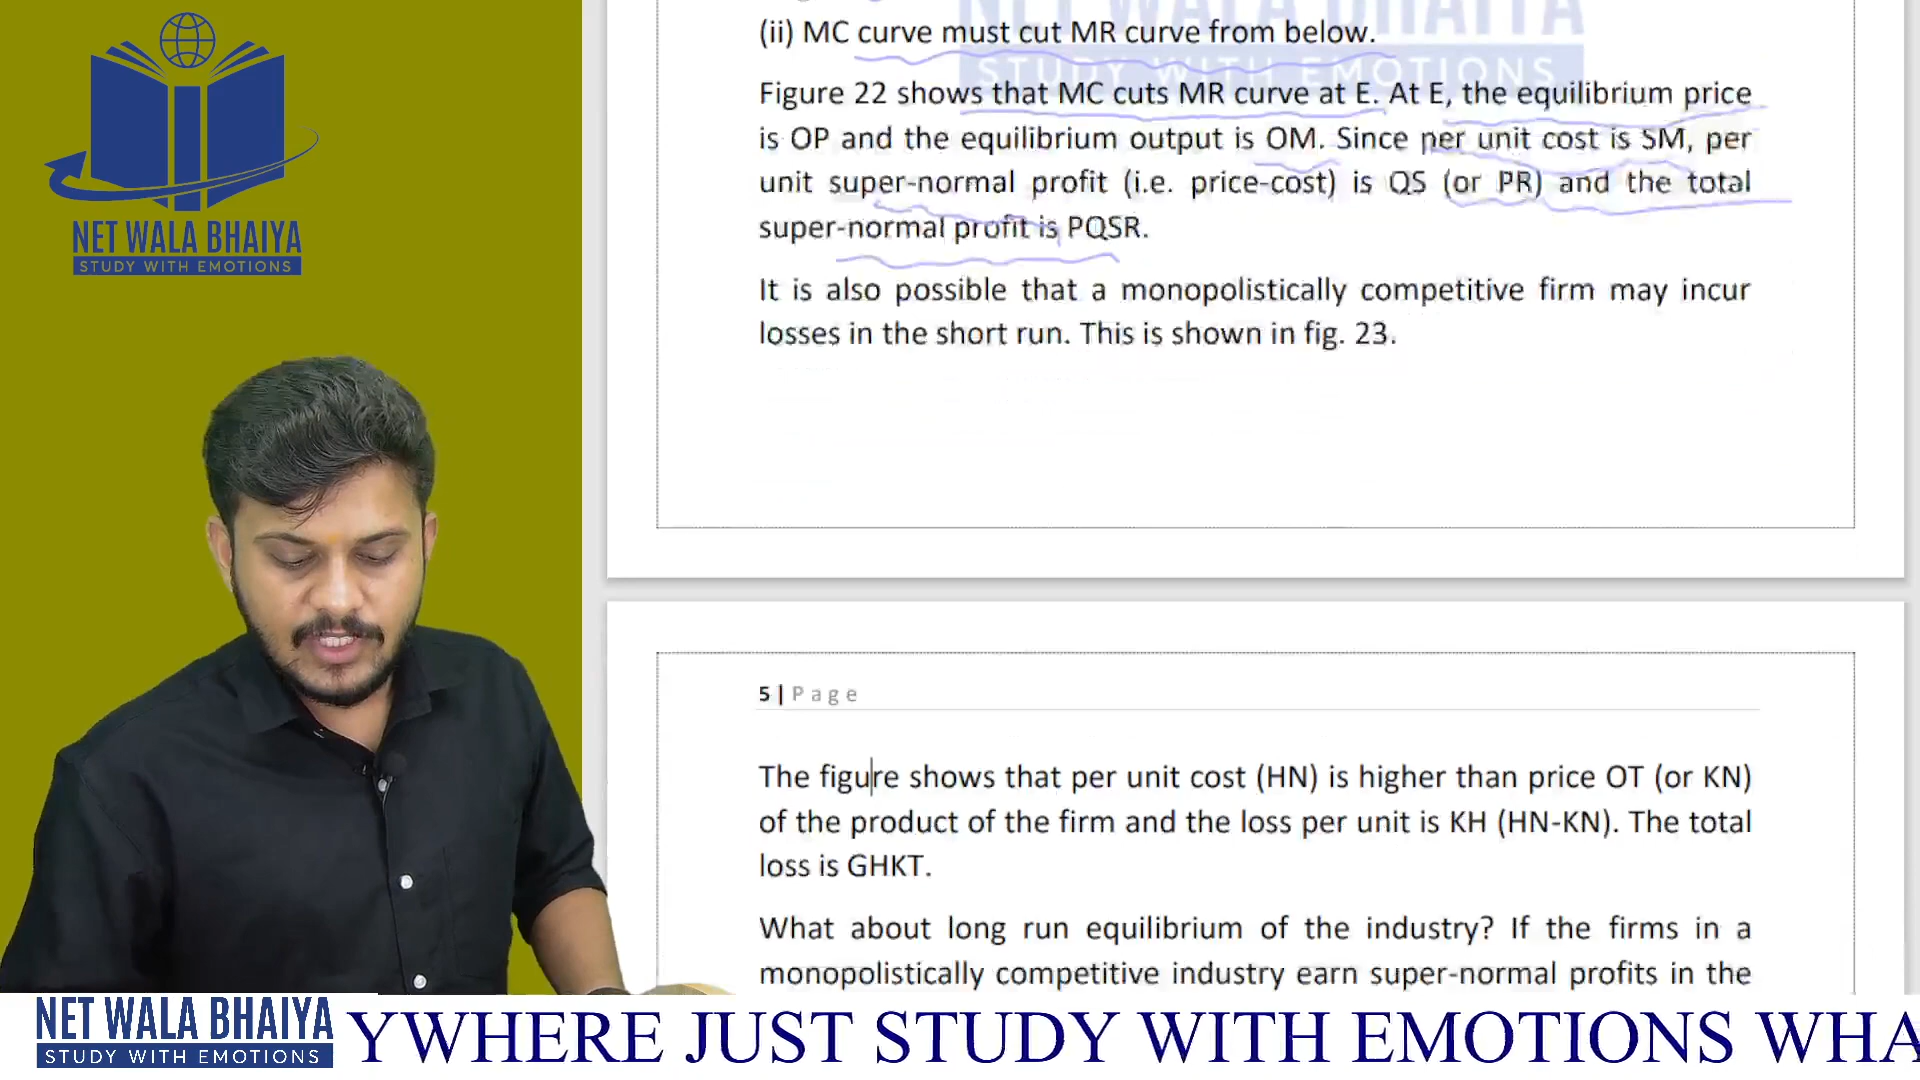 NET WALA BHAIYA
STUDY WITH EMOTIONS
NET WALA BHAIYA
STUDY WITH EMOTIONS
(ii) MC curve must cut MR curve from below.
Figure 22 shows that MC cuts MR curve at E. At E, the equilibrium price
is OP and the equilibrium output is OM. Since per unit cost is SM, per
unit super-normal profit (i.e. price-cost) is QS (or PR) and the total
super-normal profit is PQSR.
It is also possible that a monopolistically competitive firm may incur
losses in the short run. This is shown in fig. 23.
5 | Page
The figure shows that per unit cost (HN) is higher than price OT (or KN)
of the product of the firm and the loss per unit is KH (HN-KN). The total
loss is GHKT.
What about long run equilibrium of the industry? If the firms in a
monopolistically competitive industry earn super-normal profits in the
NET WALA BHAIYA
STUDY WITH EMOTIONS
YWHERE JUST STUDY WITH EMOTIONS WHA